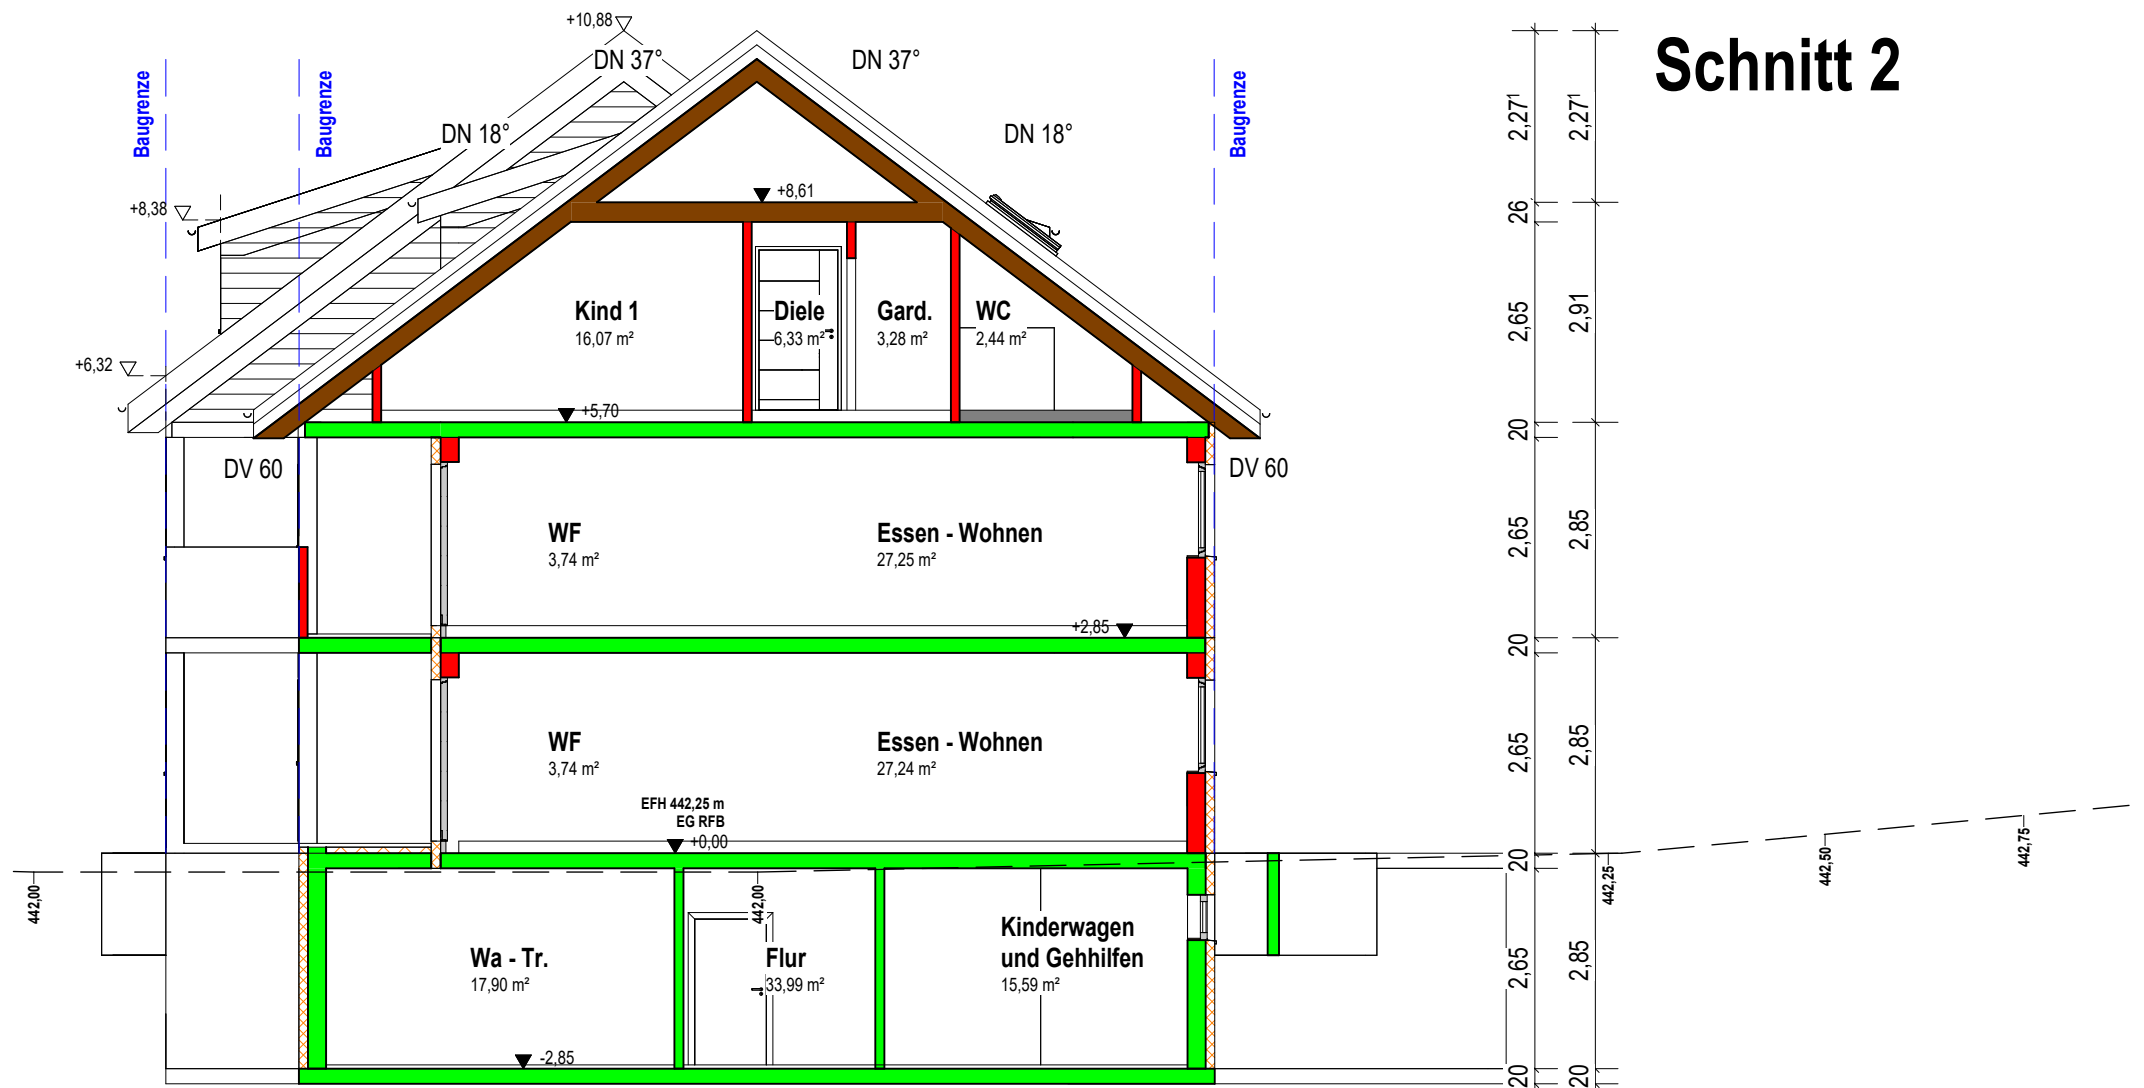 Schnitt 2
+10,88
DN 37°
DN 37°
Baugrenze
Baugrenze
Baugrenze
DN 18°
DN 18°
+8,38
+8,61
+6,32
Kind 1
16,07 m²
Diele
6,33 m²
Gard.
3,28 m²
WC
2,44 m²
+5,70
DV 60
DV 60
WF
3,74 m²
Essen - Wohnen
27,25 m²
+2,85
WF
3,74 m²
Essen - Wohnen
27,24 m²
EFH 442,25 m
EG RFB
+0,00
442,00
442,00
442,25
442,50
442,75
Wa - Tr.
17,90 m²
Flur
33,99 m²
Kinderwagen
und Gehhilfen
15,59 m²
-2,85
2,27¹
26
2,65
20
2,65
20
2,65
20
2,65
20
2,27¹
2,91
2,85
2,85
2,85
20